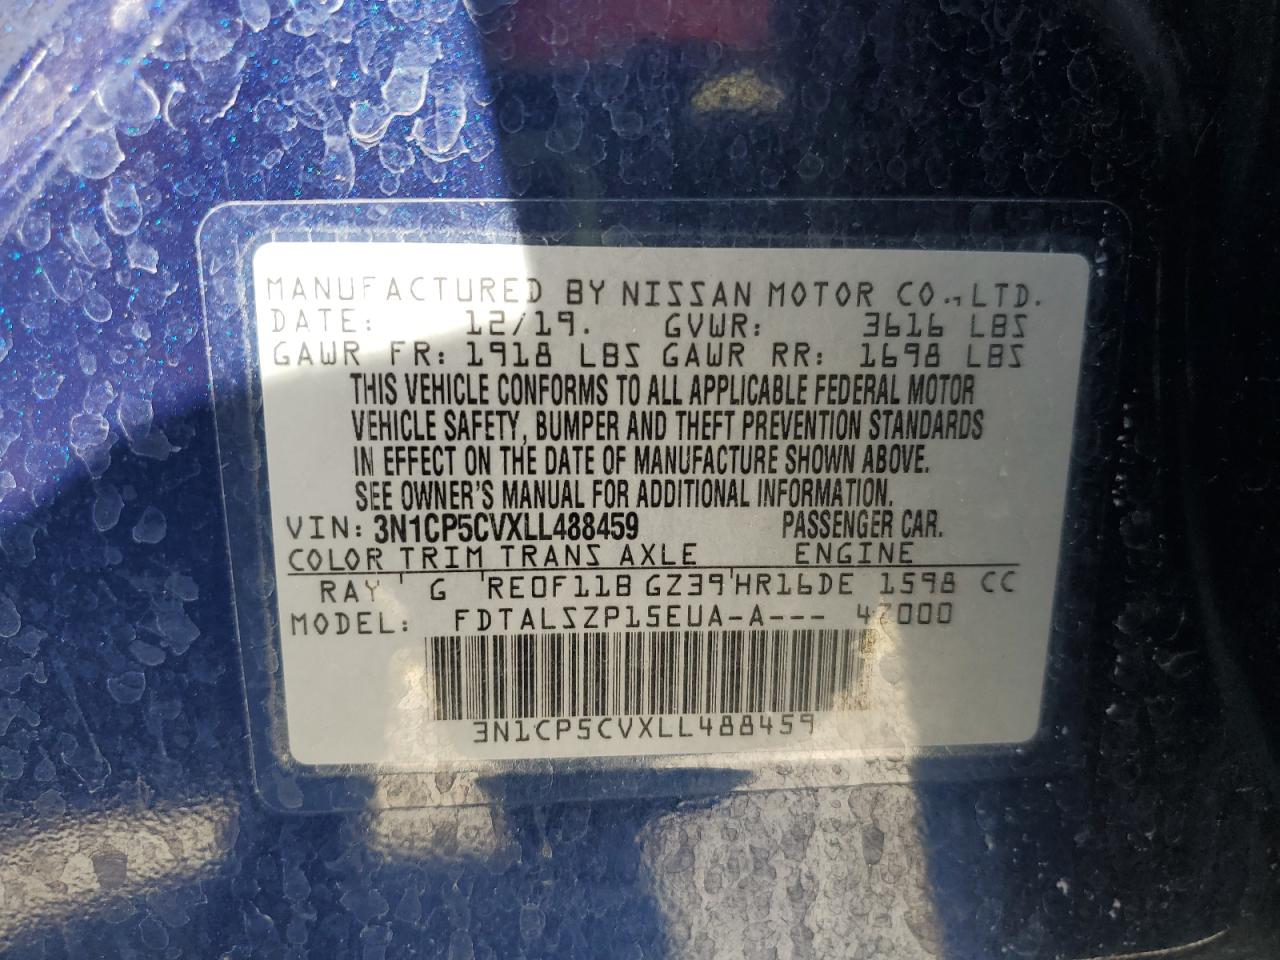 MANUFACTURED BY NISSAN MOTOR CO., LTD.
DATE: 12/19. GVWR: 3616 LBS
GAWR FR: 1918 LBS GAWR RR: 1698 LBS
THIS VEHICLE CONFORMS TO ALL APPLICABLE FEDERAL MOTOR
VEHICLE SAFETY, BUMPER AND THEFT PREVENTION STANDARDS
IN EFFECT ON THE DATE OF MANUFACTURE SHOWN ABOVE.
SEE OWNER'S MANUAL FOR ADDITIONAL INFORMATION.
VIN: 3N1CP5CVXLL488459 PASSENGER CAR.
COLOR TRIM TRANS AXLE ENGINE
RAY ' G 'RE0F11B GZ39'HR16DE 1598 CC
MODEL: FDTALSZP15EUA-A---
3N1CP5CVXLL488459